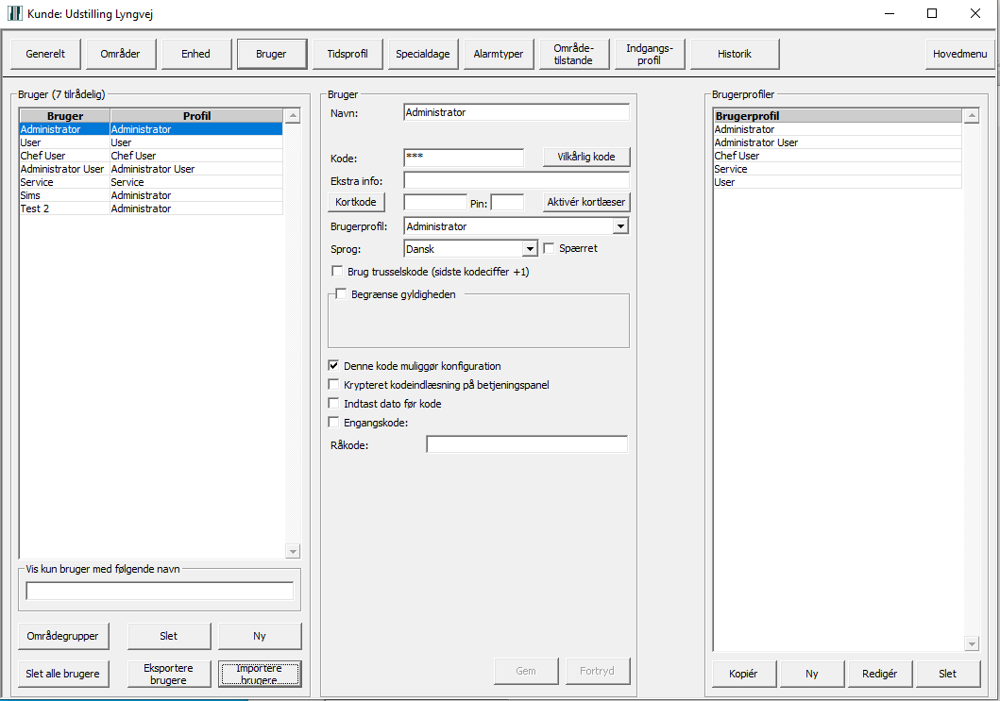 Kunde: Udstilling Lyngvej
Generelt
Områder
Enhed
Bruger
Tidsprofil
Specialdage
Alarmtyper
Område-
tilstande
Indgangs-
profil
Historik
Hovedmenu
Bruger (7 tilrådelig)
Bruger Profil
Administrator Administrator
User User
Chef User Chef User
Administrator User Administrator User
Service Service
Sims Administrator
Test 2 Administrator
Vis kun bruger med følgende navn
Områdegrupper
Slet
Ny
Slet alle brugere
Eksportere
brugere
Importere
brugere
Bruger
Navn: Administrator
Kode: *** Vilkårlig kode
Ekstra info:
Kortkode Pin: Aktivér kortlæser
Brugerprofil: Administrator
Sprog: Dansk Spærret
Brug trusselskode (sidste kodeciffer +1)
Begrænse gyldigheden
Denne kode muliggør konfiguration
Krypteret kodeindlæsning på betjeningspanel
Indtast dato før kode
Engangskode:
Råkode:
Gem
Fortryd
Brugerprofiler
Brugerprofil
Administrator
Administrator User
Chef User
Service
User
Kopiér
Ny
Redigér
Slet